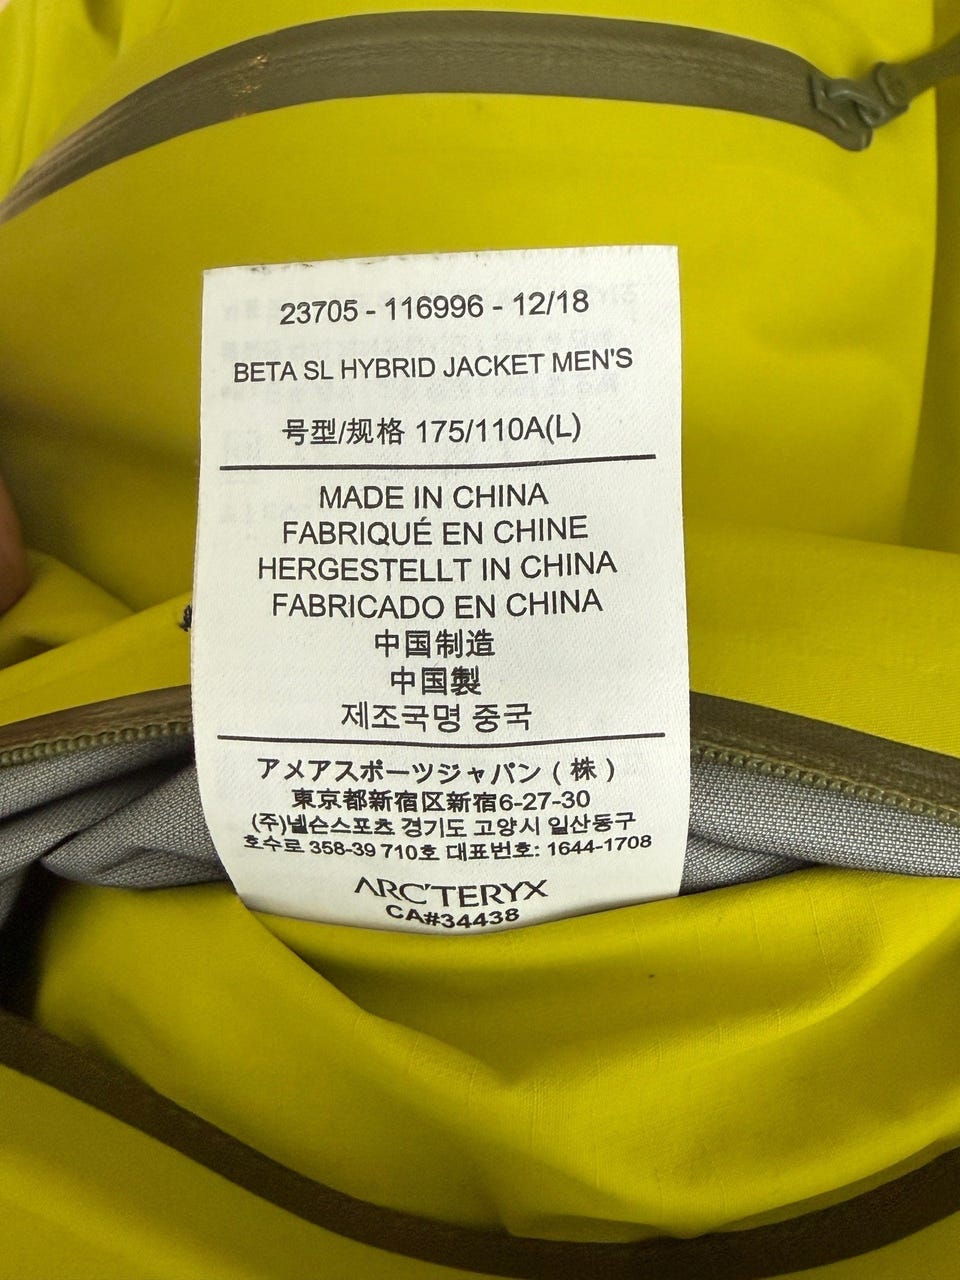 23705 - 116996 - 12/18
BETA SL HYBRID JACKET MEN'S
号型/规格 175/110A(L)
MADE IN CHINA
FABRIQUÉ EN CHINE
HERGESTELLT IN CHINA
FABRICADO EN CHINA
中国制造
中国製
제조국명 중국
アメアスポーツジャパン ( 株 )
東京都新宿区新宿6-27-30
(주)넬슨스포츠 경기도 고양시 일산동구
호수로 358-39 710호 대표번호: 1644-1708
ARC'TERYX
CA#34438